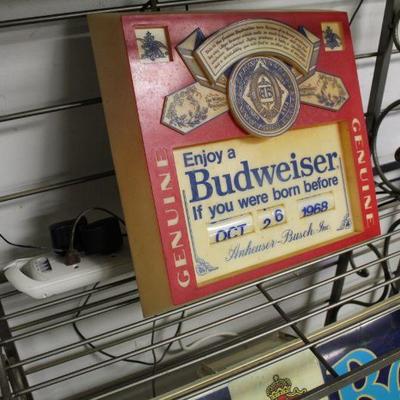 GENUINE
Enjoy a
Budweiser
If you were born before
OCT 26 1968
Anheuser-Busch Inc.
GENUINE